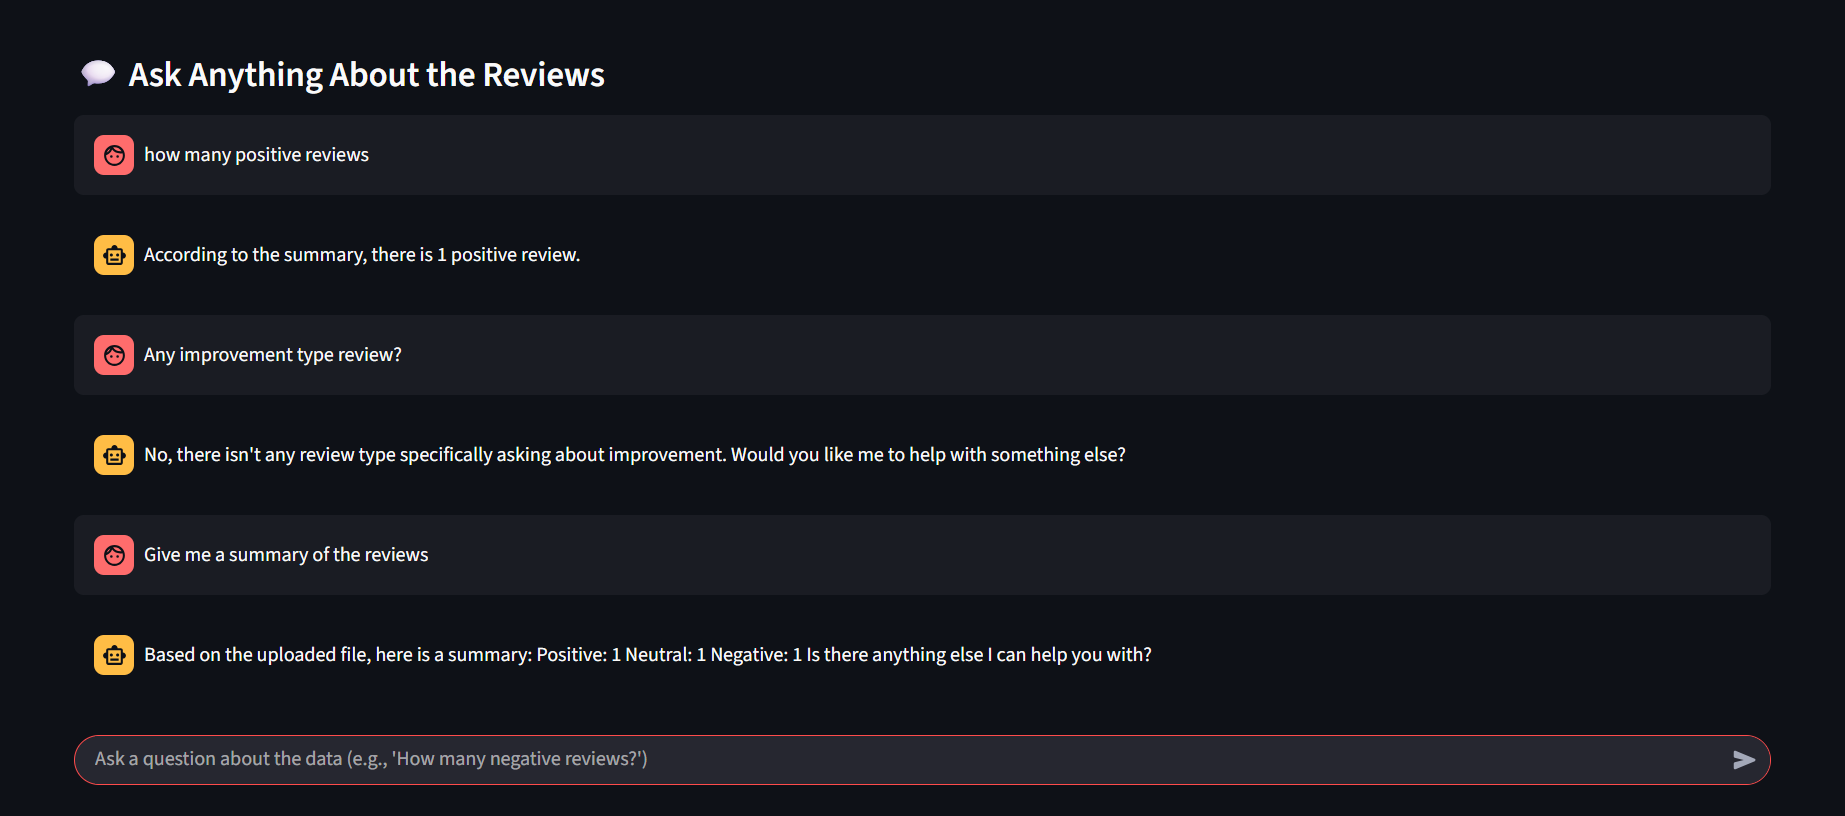 Ask Anything About the Reviews
how many positive reviews
According to the summary, there is 1 positive review.
Any improvement type review?
No, there isn't any review type specifically asking about improvement. Would you like me to help with something else?
Give me a summary of the reviews
Based on the uploaded file, here is a summary: Positive: 1 Neutral: 1 Negative: 1 Is there anything else I can help you with?
Ask a question about the data (e.g., 'How many negative reviews?')